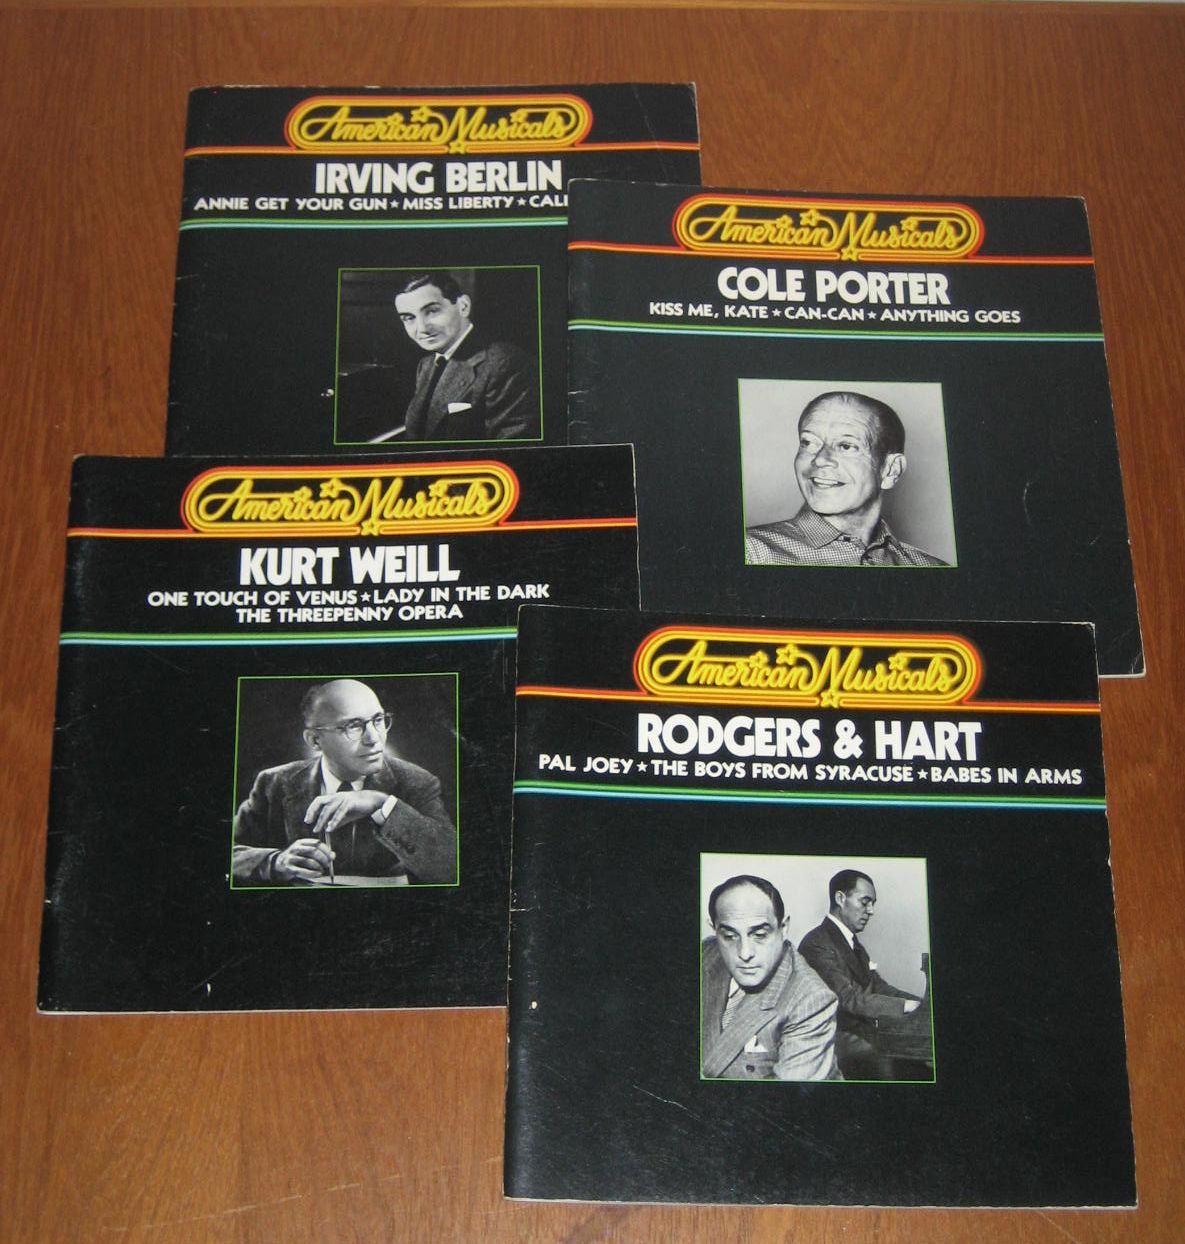 American Musicals
IRVING BERLIN
ANNIE GET YOUR GUN★MISS LIBERTY★CALL
American Musicals
COLE PORTER
KISS ME, KATE★CAN-CAN★ANYTHING GOES
American Musicals
KURT WEILL
ONE TOUCH OF VENUS★LADY IN THE DARK
THE THREEPENNY OPERA
American Musicals
RODGERS & HART
PAL JOEY★THE BOYS FROM SYRACUSE★BABES IN ARMS